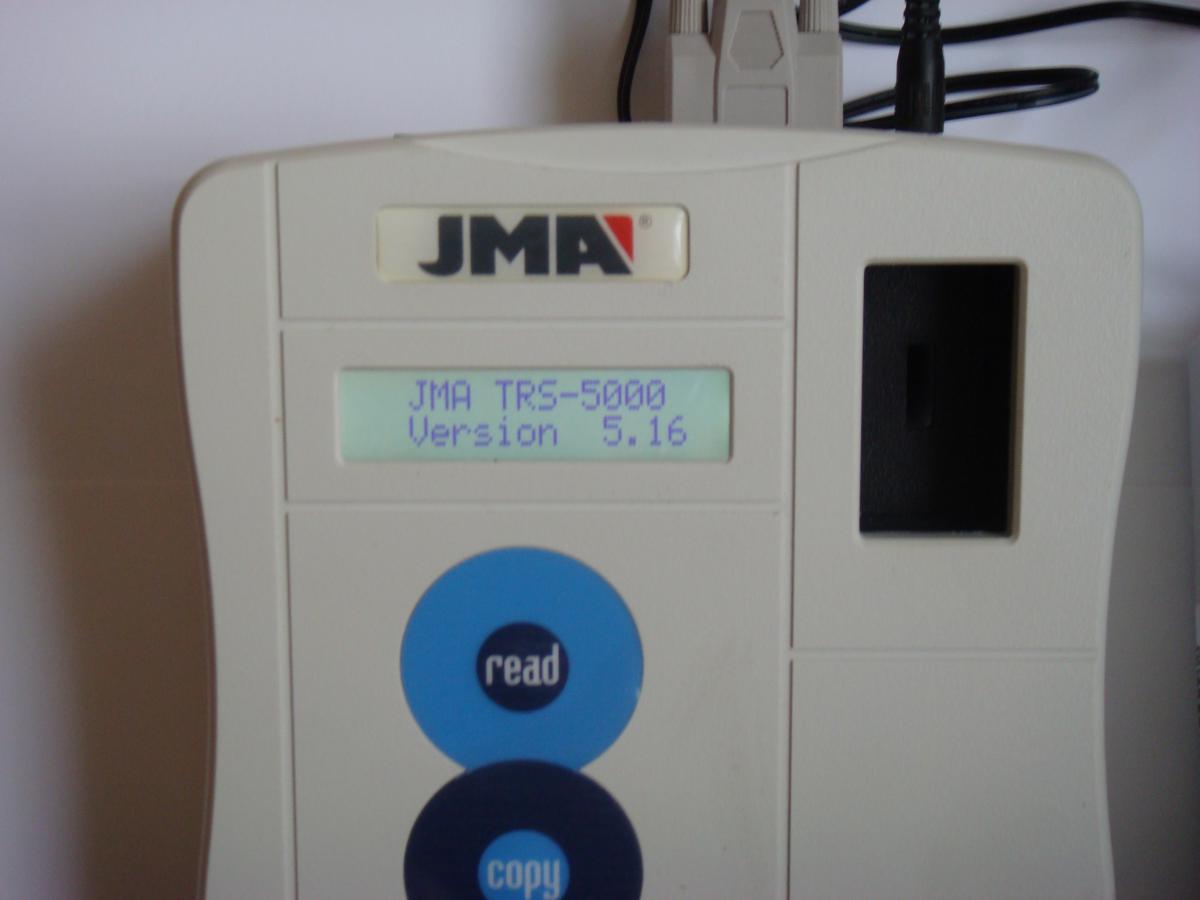 JMA®
JMA TRS-5000
Version 5.16
read
copy